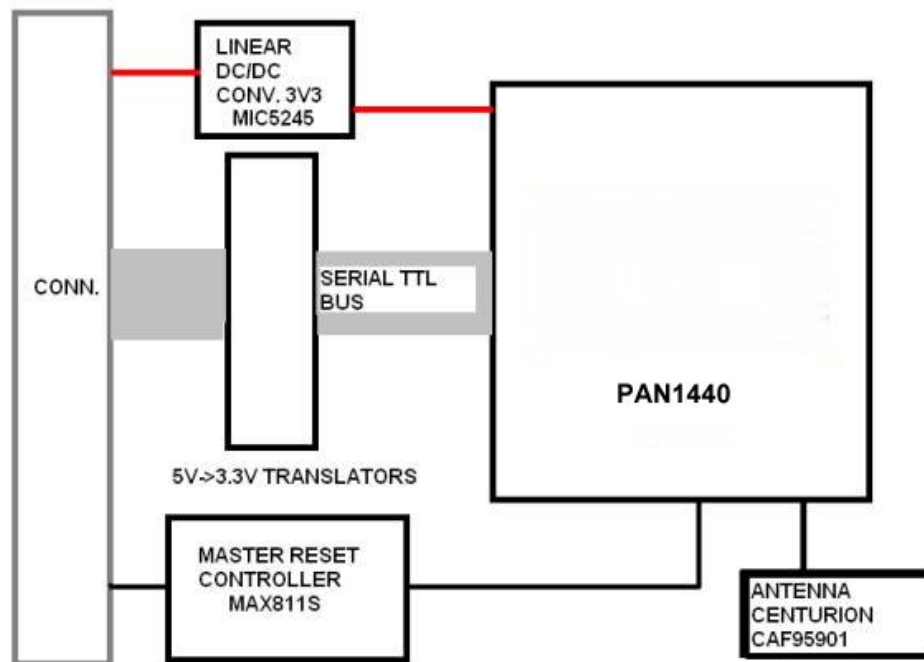 LINEAR
DC/DC
CONV. 3V3
MIC5245
CONN.
SERIAL TTL
BUS
PAN1440
5V->3.3V TRANSLATORS
MASTER RESET
CONTROLLER
MAX811S
ANTENNA
CENTURION
CAF95901